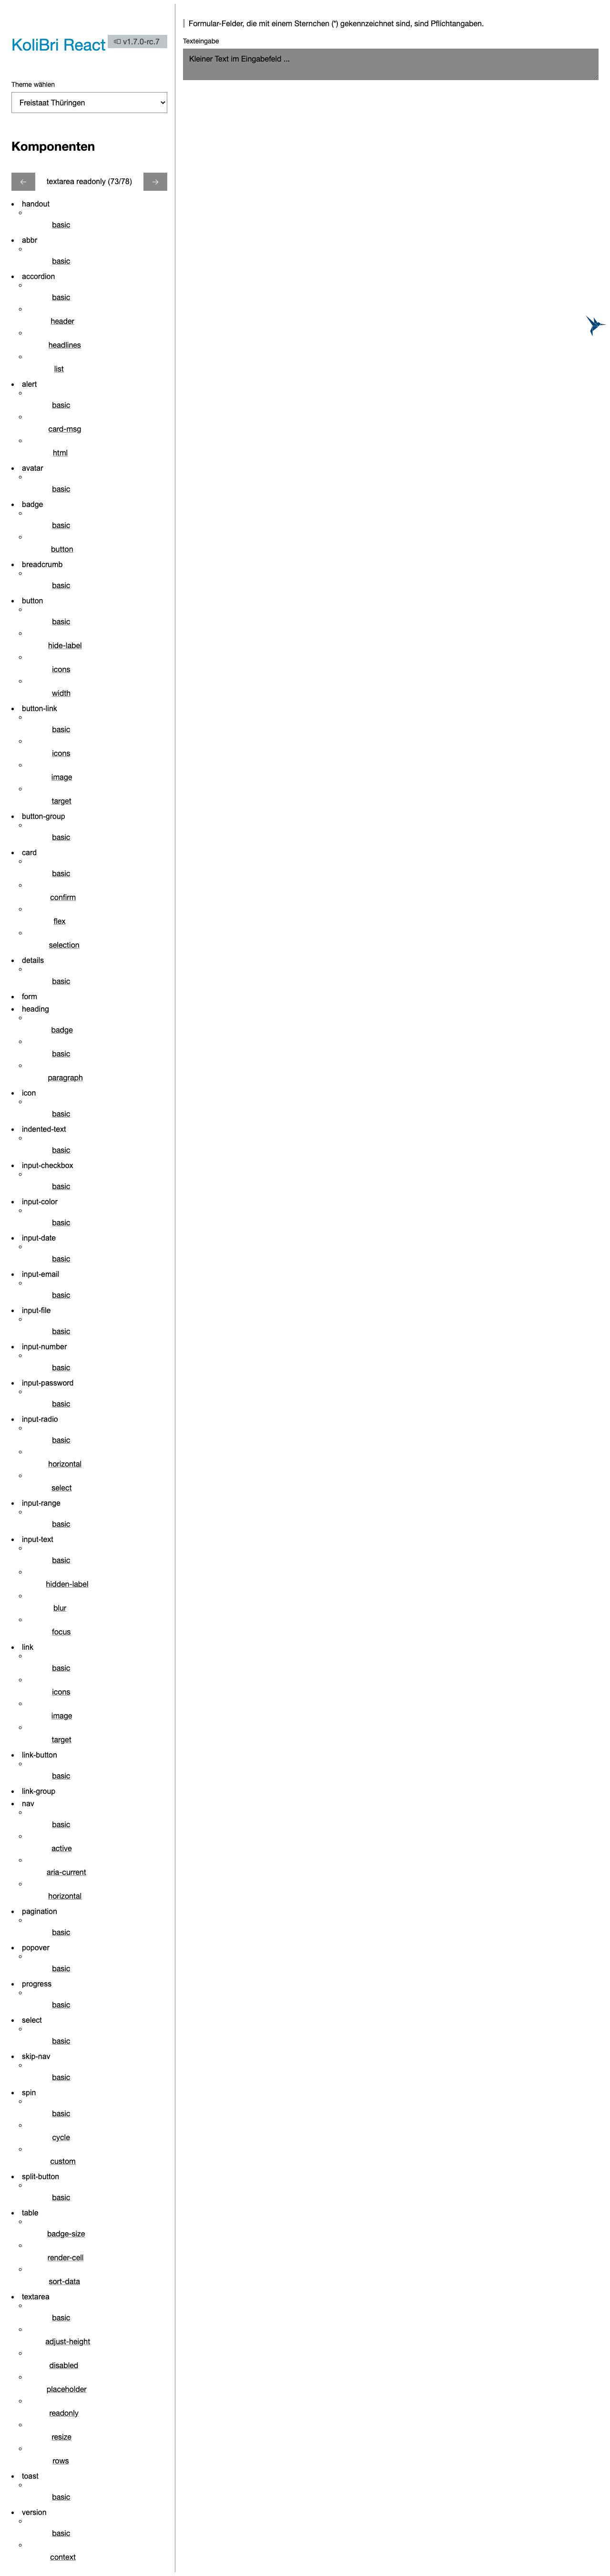 KoliBri React
v1.7.0-rc.7
Theme wählen
Freistaat Thüringen
Komponenten
textarea readonly (73/78)
handout
basic
abbr
basic
accordion
basic
header
headlines
list
alert
basic
card-msg
html
avatar
basic
badge
basic
button
breadcrumb
basic
button
basic
hide-label
icons
width
button-link
basic
icons
image
target
button-group
basic
card
basic
confirm
flex
selection
details
basic
form
heading
badge
basic
paragraph
icon
basic
indented-text
basic
input-checkbox
basic
input-color
basic
input-date
basic
input-email
basic
input-file
basic
input-number
basic
input-password
basic
input-radio
basic
horizontal
select
input-range
basic
input-text
basic
hidden-label
blur
focus
link
basic
icons
image
target
link-button
basic
link-group
nav
basic
active
aria-current
horizontal
pagination
basic
popover
basic
progress
basic
select
basic
skip-nav
basic
spin
basic
cycle
custom
split-button
basic
table
badge-size
render-cell
sort-data
textarea
basic
adjust-height
disabled
placeholder
readonly
resize
rows
toast
basic
version
basic
context
Formular-Felder, die mit einem Sternchen (*) gekennzeichnet sind, sind Pflichtangaben.
Texteingabe
Kleiner Text im Eingabefeld ...